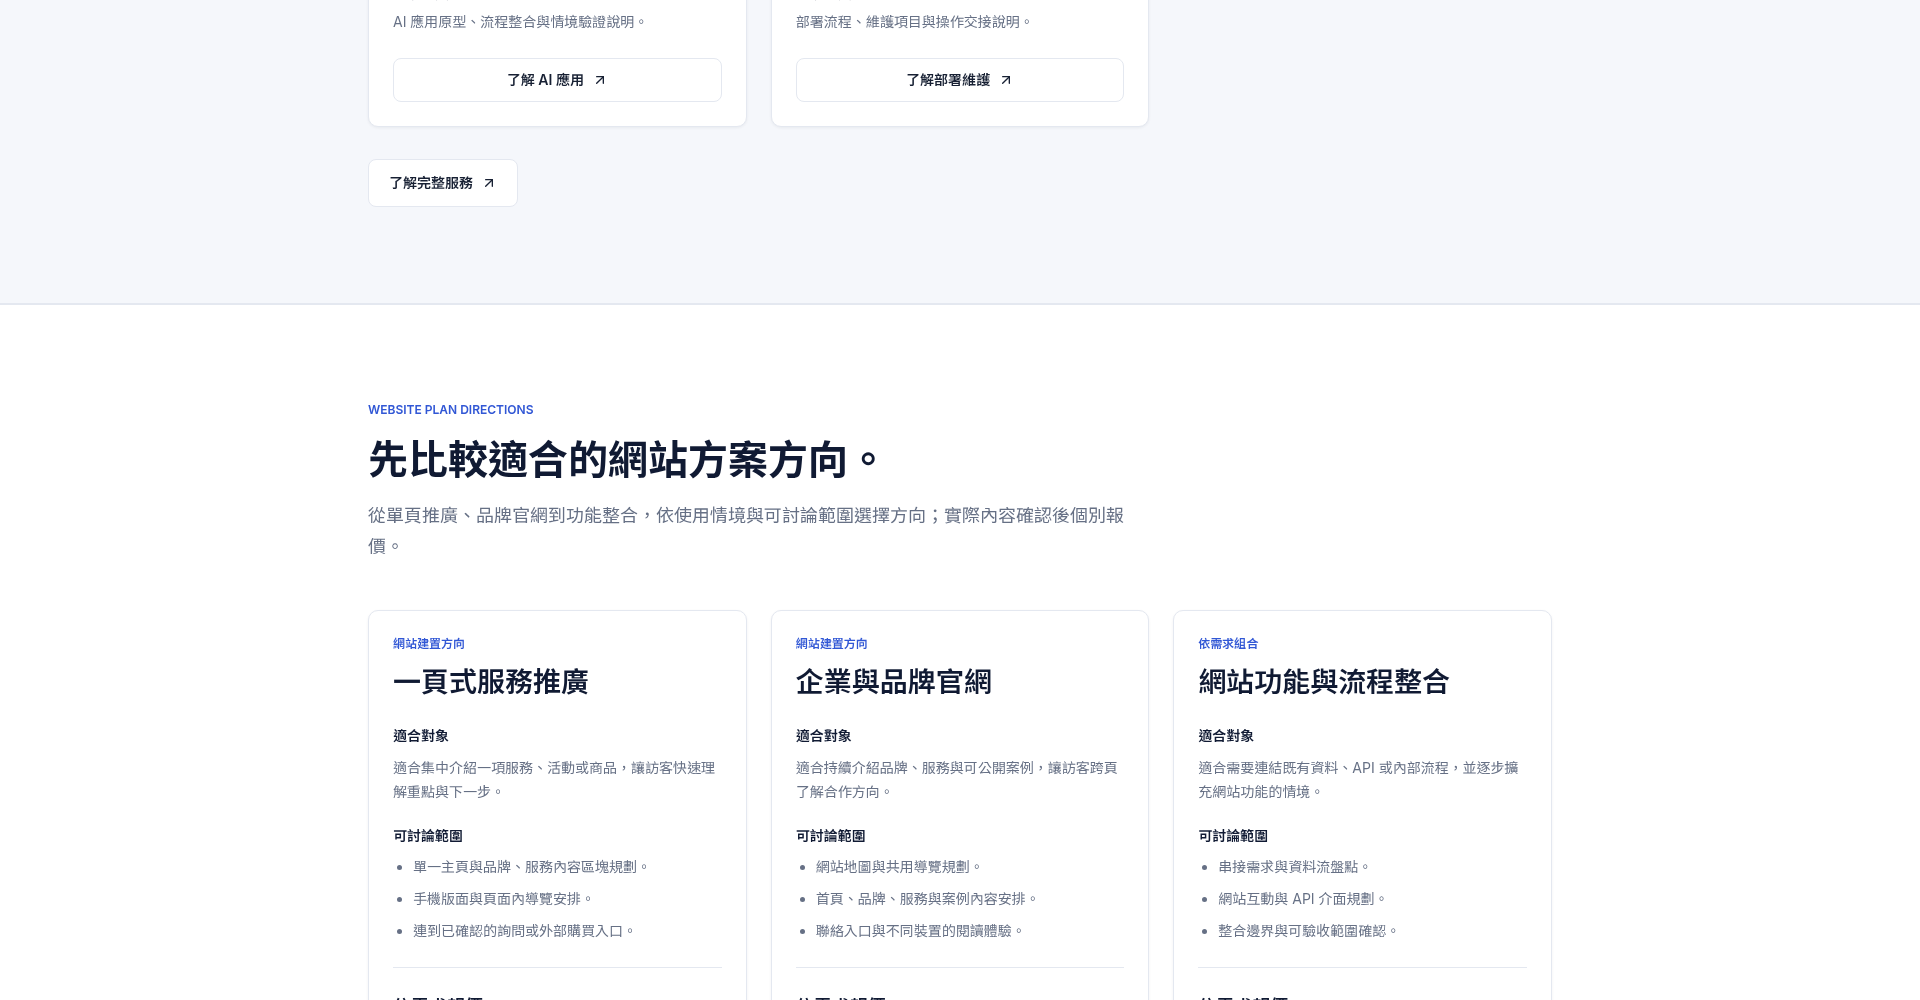 AI 應用原型、流程整合與情境驗證說明。
部署流程、維護項目與操作交接說明。
了解 AI 應用
了解部署維護
了解完整服務
WEBSITE PLAN DIRECTIONS
先比較適合的網站方案方向。
從單頁推廣、品牌官網到功能整合，依使用情境與可討論範圍選擇方向；實際內容確認後個別報
價。
網站建置方向
一頁式服務推廣
適合對象
適合集中介紹一項服務、活動或商品，讓訪客快速理
解重點與下一步。
可討論範圍
單一主頁與品牌、服務內容區塊規劃。
手機版面與頁面內導覽安排。
連到已確認的詢問或外部購買入口。
網站建置方向
企業與品牌官網
適合對象
適合持續介紹品牌、服務與可公開案例，讓訪客跨頁
了解合作方向。
可討論範圍
網站地圖與共用導覽規劃。
首頁、品牌、服務與案例內容安排。
聯絡入口與不同裝置的閱讀體驗。
依需求組合
網站功能與流程整合
適合對象
適合需要連結既有資料、API 或內部流程，並逐步擴
充網站功能的情境。
可討論範圍
串接需求與資料流盤點。
網站互動與 API 介面規劃。
整合邊界與可驗收範圍確認。